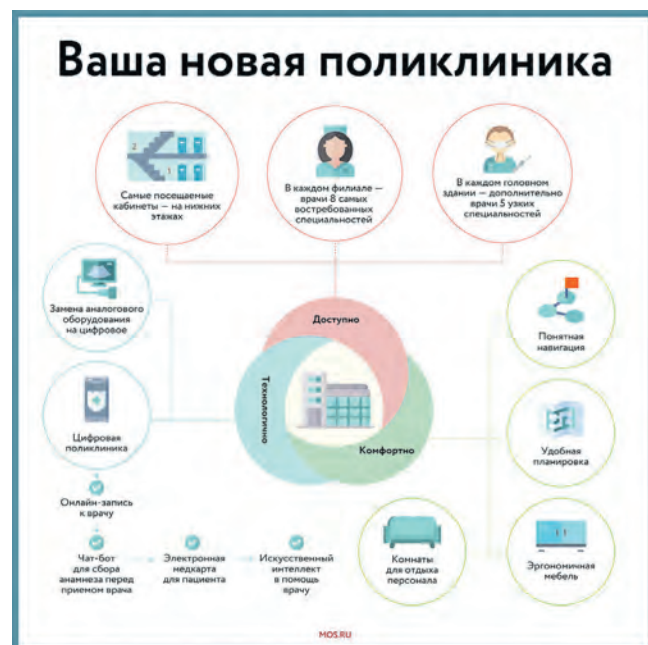 Ваша новая поликлиника
2
1
Самые посещаемые
кабинеты — на нижних
этажах
В каждом филиале —
врачи 8 самых
востребованных
специальностей
В каждом головном
здании — дополнительно
врачи 5 узких
специальностей
Замена аналогового
оборудования
на цифровое
Доступно
Понятная
навигация
Технологично
Цифровая
поликлиника
Комфортно
Удобная
планировка
Онлайн-запись
к врачу
Чат-бот
для сбора
анамнеза перед
приемом врача
Электронная
медкарта
для пациента
Искусственный
интеллект
в помощь
врачу
Комнаты
для отдыха
персонала
Эргономичная
мебель
MOS.RU